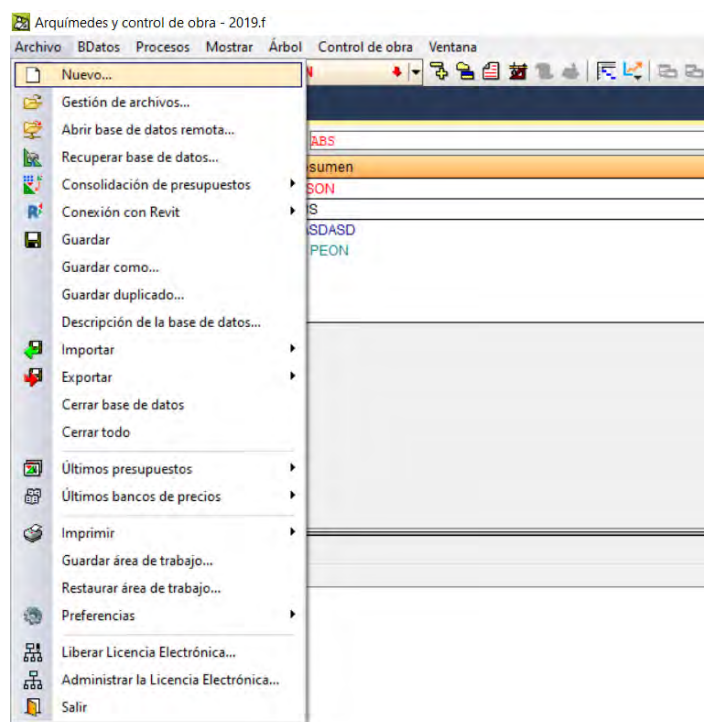 Arquímedes y control de obra - 2019.f
Archivo BDatos Procesos Mostrar Árbol Control de obra Ventana
Nuevo...
Gestión de archivos...
Abrir base de datos remota...
ABS
Recuperar base de datos...
sumen
Consolidación de presupuestos
SON
Conexión con Revit
Guardar
SDASD
PEON
Guardar como...
Guardar duplicado...
Descripción de la base de datos...
Importar
Exportar
Cerrar base de datos
Cerrar todo
Últimos presupuestos
Últimos bancos de precios
Imprimir
Guardar área de trabajo...
Restaurar área de trabajo...
Preferencias
Liberar Licencia Electrónica...
Administrar la Licencia Electrónica...
Salir